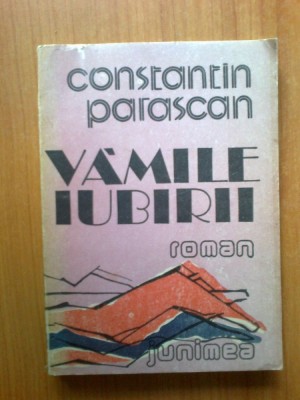 constantin
parascan
VĂMILE
IUBIRII
roman
junimea